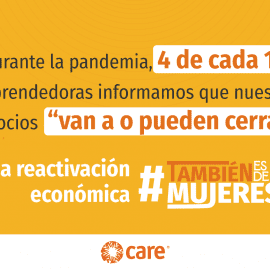 urante la pandemia, 4 de cada 1
prendedoras informamos que nues
ocios “van a o pueden cerra
a reactivación
económica
#TAMBIÉN ES DE
MUJERES
care